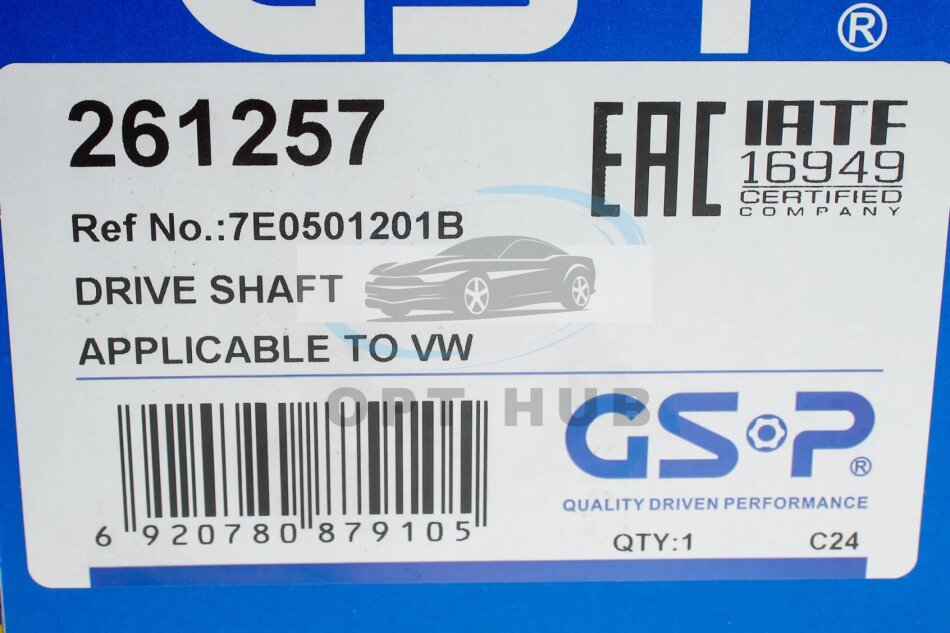 GSP®
261257
EAC
IATF
16949
CERTIFIED
COMPANY
Ref No.:7E0501201B
DRIVE SHAFT
APPLICABLE TO VW
OPT HUB
6 920780 879105
GSP®
QUALITY DRIVEN PERFORMANCE
QTY:1 C24